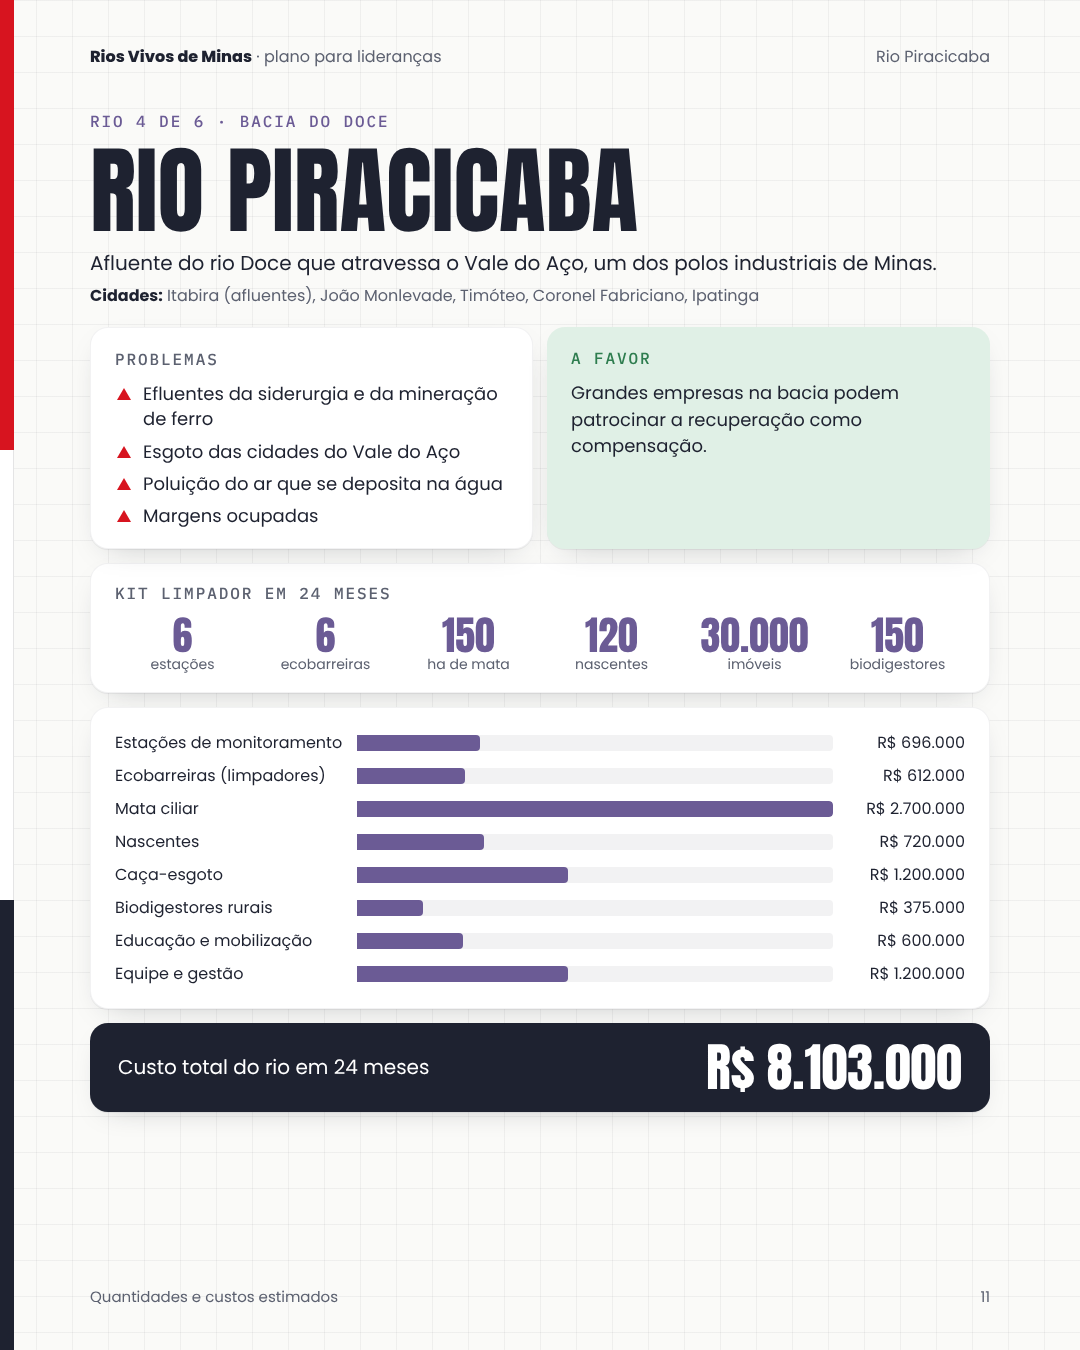 Rios Vivos de Minas · plano para lideranças
Rio Piracicaba
RIO 4 DE 6 · BACIA DO DOCE
RIO PIRACICABA
Afluente do rio Doce que atravessa o Vale do Aço, um dos polos industriais de Minas.
Cidades: Itabira (afluentes), João Monlevade, Timóteo, Coronel Fabriciano, Ipatinga
PROBLEMAS
Efluentes da siderurgia e da mineração
de ferro
Esgoto das cidades do Vale do Aço
Poluição do ar que se deposita na água
Margens ocupadas
A FAVOR
Grandes empresas na bacia podem
patrocinar a recuperação como
compensação.
KIT LIMPADOR EM 24 MESES
6 estações
6 ecobarreiras
150 ha de mata
120 nascentes
30.000 imóveis
150 biodigestores
Estações de monitoramento R$ 696.000
Ecobarreiras (limpadores) R$ 612.000
Mata ciliar R$ 2.700.000
Nascentes R$ 720.000
Caça-esgoto R$ 1.200.000
Biodigestores rurais R$ 375.000
Educação e mobilização R$ 600.000
Equipe e gestão R$ 1.200.000
Custo total do rio em 24 meses R$ 8.103.000
Quantidades e custos estimados
11